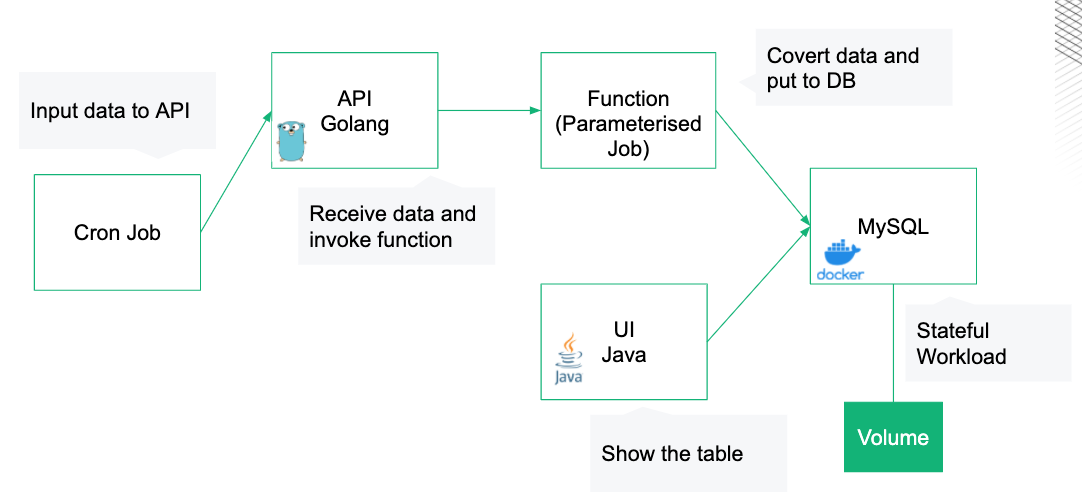 Input data to API
Cron Job
API
Golang
Receive data and
invoke function
Function
(Parameterised
Job)
Covert data and
put to DB
MySQL
docker
UI
Java
Java
Show the table
Stateful
Workload
Volume